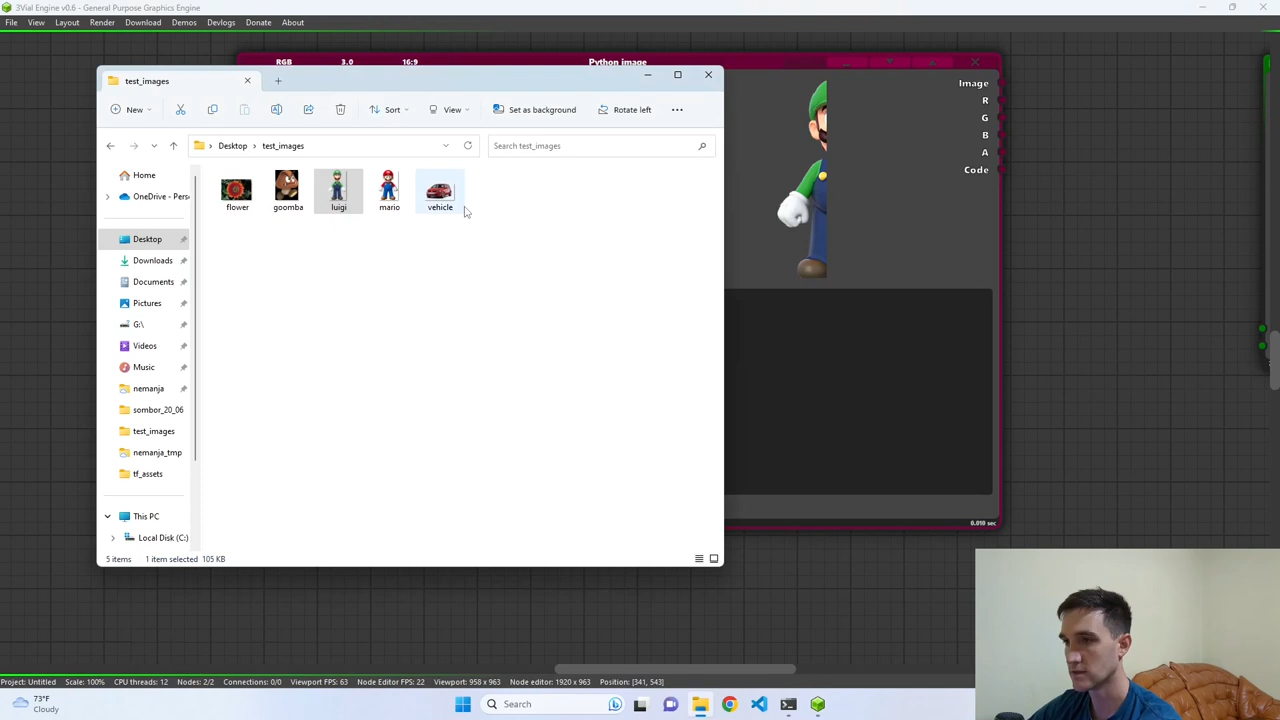 3Vial Engine v0.6 - General Purpose Graphics Engine
File View Layout Render Download Demos Devlogs Donate About
RGB 3.0 16:9 Python image
test_images
New Sort View Set as background Rotate left
Desktop > test_images
Search test_images
Home
OneDrive - Pers
Desktop
Downloads
Documents
Pictures
G:\
Videos
Music
nemanja
sombor_20_06
test_images
nemanja_tmp
tf_assets
This PC
Local Disk (C:)
flower goomba luigi mario vehicle
5 items 1 item selected 105 KB
Image
R
G
B
A
Code
0.010 sec
Project: Untitled Scale: 100% CPU threads: 12 Nodes: 2/2 Connections: 0/0 Viewport FPS: 63 Node Editor FPS: 22 Viewport: 958 x 963 Node editor: 1920 x 963 Position: [341, 543]
73°F
Cloudy
Search